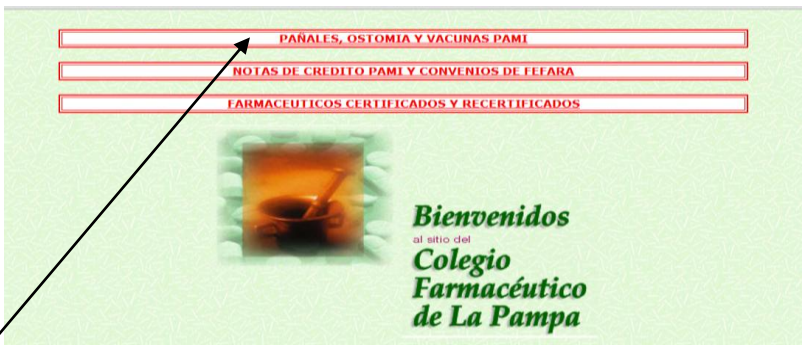 PAÑALES, OSTOMIA Y VACUNAS PAMI
NOTAS DE CREDITO PAMI Y CONVENIOS DE FEFARA
FARMACEUTICOS CERTIFICADOS Y RECERTIFICADOS
Bienvenidos
al sitio del
Colegio
Farmacéutico
de La Pampa